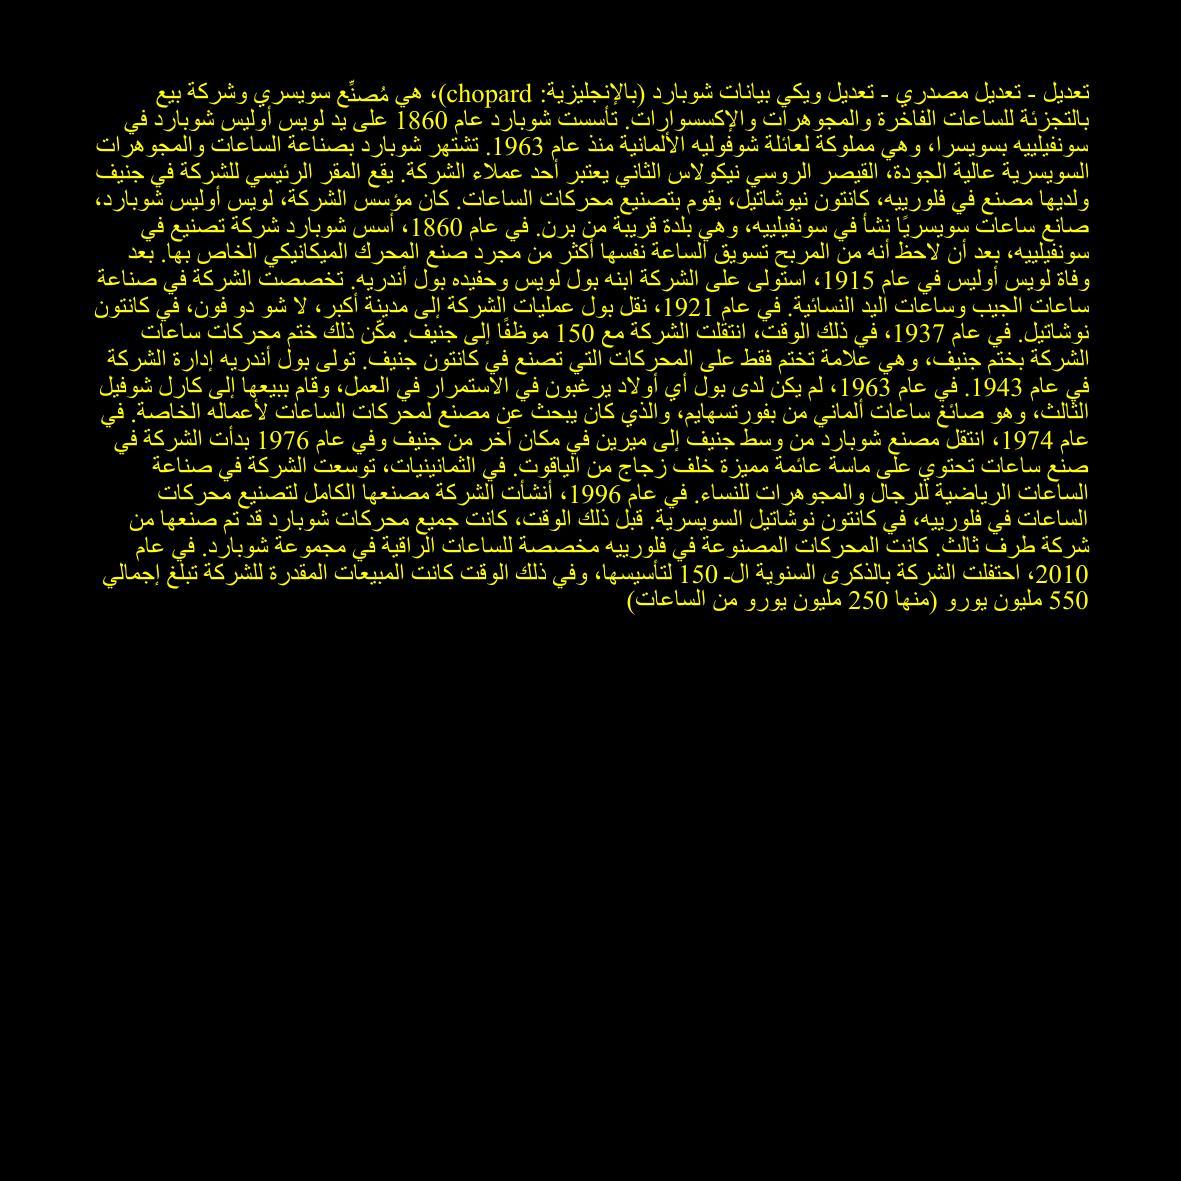 تعديل - تعديل مصدري - تعديل ويكي بيانات شوبارد (بالإنجليزية: chopard)، هي مُصنِّع سويسري وشركة بيع
بالتجزئة للساعات الفاخرة والمجوهرات والإكسسوارات. تأسست شوبارد عام 1860 على يد لويس أوليس شوبارد في
سونفيلييه بسويسرا، وهي مملوكة لعائلة شوفوليه الألمانية منذ عام 1963. تشتهر شوبارد بصناعة الساعات والمجوهرات
السويسرية عالية الجودة، القيصر الروسي نيكولاس الثاني يعتبر أحد عملاء الشركة. يقع المقر الرئيسي للشركة في جنيف
ولديها مصنع في فلورييه، كانتون نيوشاتيل، يقوم بتصنيع محركات الساعات. كان مؤسس الشركة، لويس أوليس شوبارد،
صانع ساعات سويسريًا نشأ في سونفيلييه، وهي بلدة قريبة من برن. في عام 1860، أسس شوبارد شركة تصنيع في
سونفيلييه، بعد أن لاحظ أنه من المربح تسويق الساعة نفسها أكثر من مجرد صنع المحرك الميكانيكي الخاص بها. بعد
وفاة لويس أوليس في عام 1915، استولى على الشركة ابنه بول لويس وحفيده بول أندريه. تخصصت الشركة في صناعة
ساعات الجيب وساعات اليد النسائية. في عام 1921، نقل بول عمليات الشركة إلى مدينة أكبر، لا شو دو فون، في كانتون
نوشاتيل. في عام 1937، في ذلك الوقت، انتقلت الشركة مع 150 موظفًا إلى جنيف. مكّن ذلك ختم محركات ساعات
الشركة بختم جنيف، وهي علامة تختم فقط على المحركات التي تصنع في كانتون جنيف. تولى بول أندريه إدارة الشركة
في عام 1943. في عام 1963، لم يكن لدى بول أي أولاد يرغبون في الاستمرار في العمل، وقام ببيعها إلى كارل شوفيل
الثالث، وهو صائغ ساعات ألماني من بفورتسهايم، والذي كان يبحث عن مصنع لمحركات الساعات لأعماله الخاصة. في
عام 1974، انتقل مصنع شوبارد من وسط جنيف إلى ميرين في مكان آخر من جنيف وفي عام 1976 بدأت الشركة في
صنع ساعات تحتوي على ماسة عائمة مميزة خلف زجاج من الياقوت. في الثمانينيات، توسعت الشركة في صناعة
الساعات الرياضية للرجال والمجوهرات للنساء. في عام 1996، أنشأت الشركة مصنعها الكامل لتصنيع محركات
الساعات في فلورييه، في كانتون نوشاتيل السويسرية. قبل ذلك الوقت، كانت جميع محركات شوبارد قد تم صنعها من
شركة طرف ثالث. كانت المحركات المصنوعة في فلورييه مخصصة للساعات الراقية في مجموعة شوبارد. في عام
2010، احتفلت الشركة بالذكرى السنوية الـ 150 لتأسيسها، وفي ذلك الوقت كانت المبيعات المقدرة للشركة تبلغ إجمالي
550 مليون يورو (منها 250 مليون يورو من الساعات)